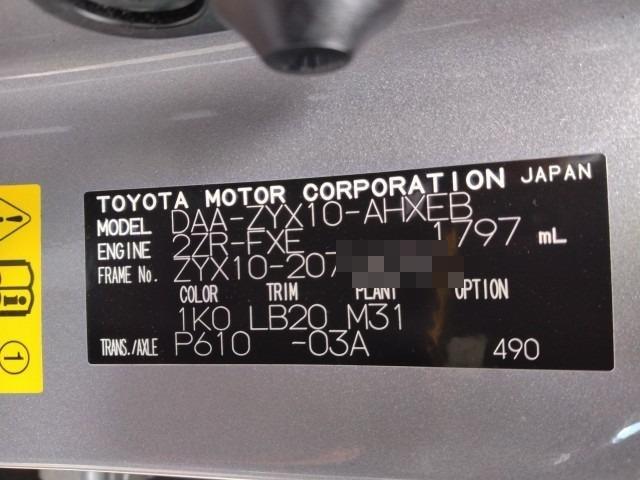 TOYOTA MOTOR CORPORATION JAPAN
MODEL DAA-ZYX10-AHXEB
ENGINE 2ZR-FXE 1797 mL
FRAME No. ZYX10-207
COLOR TRIM PLANT OPTION
1K0 LB20 M31
TRANS./AXLE P610 -03A 490
1